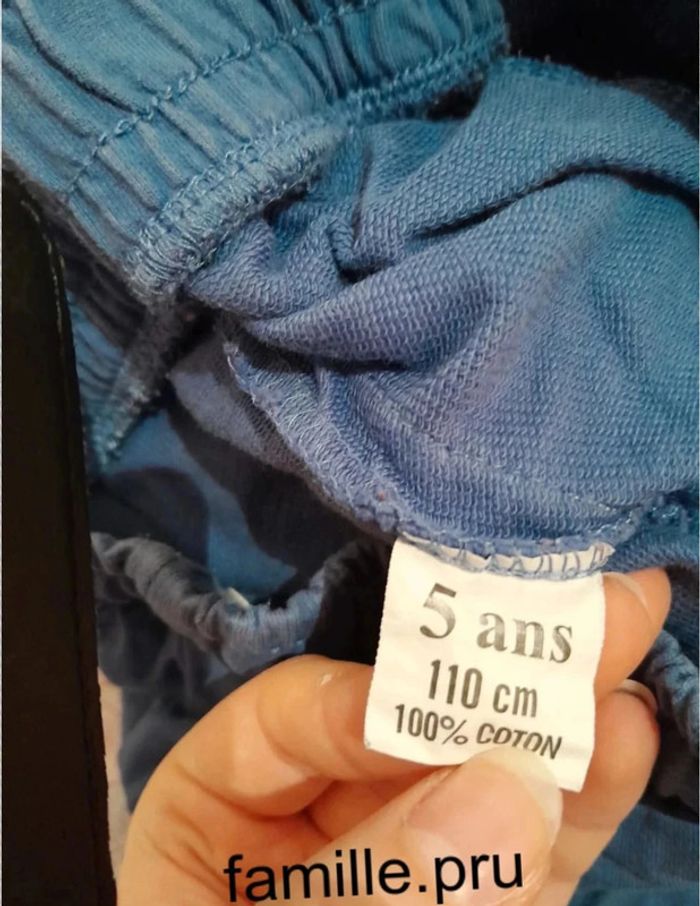 5 ans
110 cm
100% COTON
famille.pru